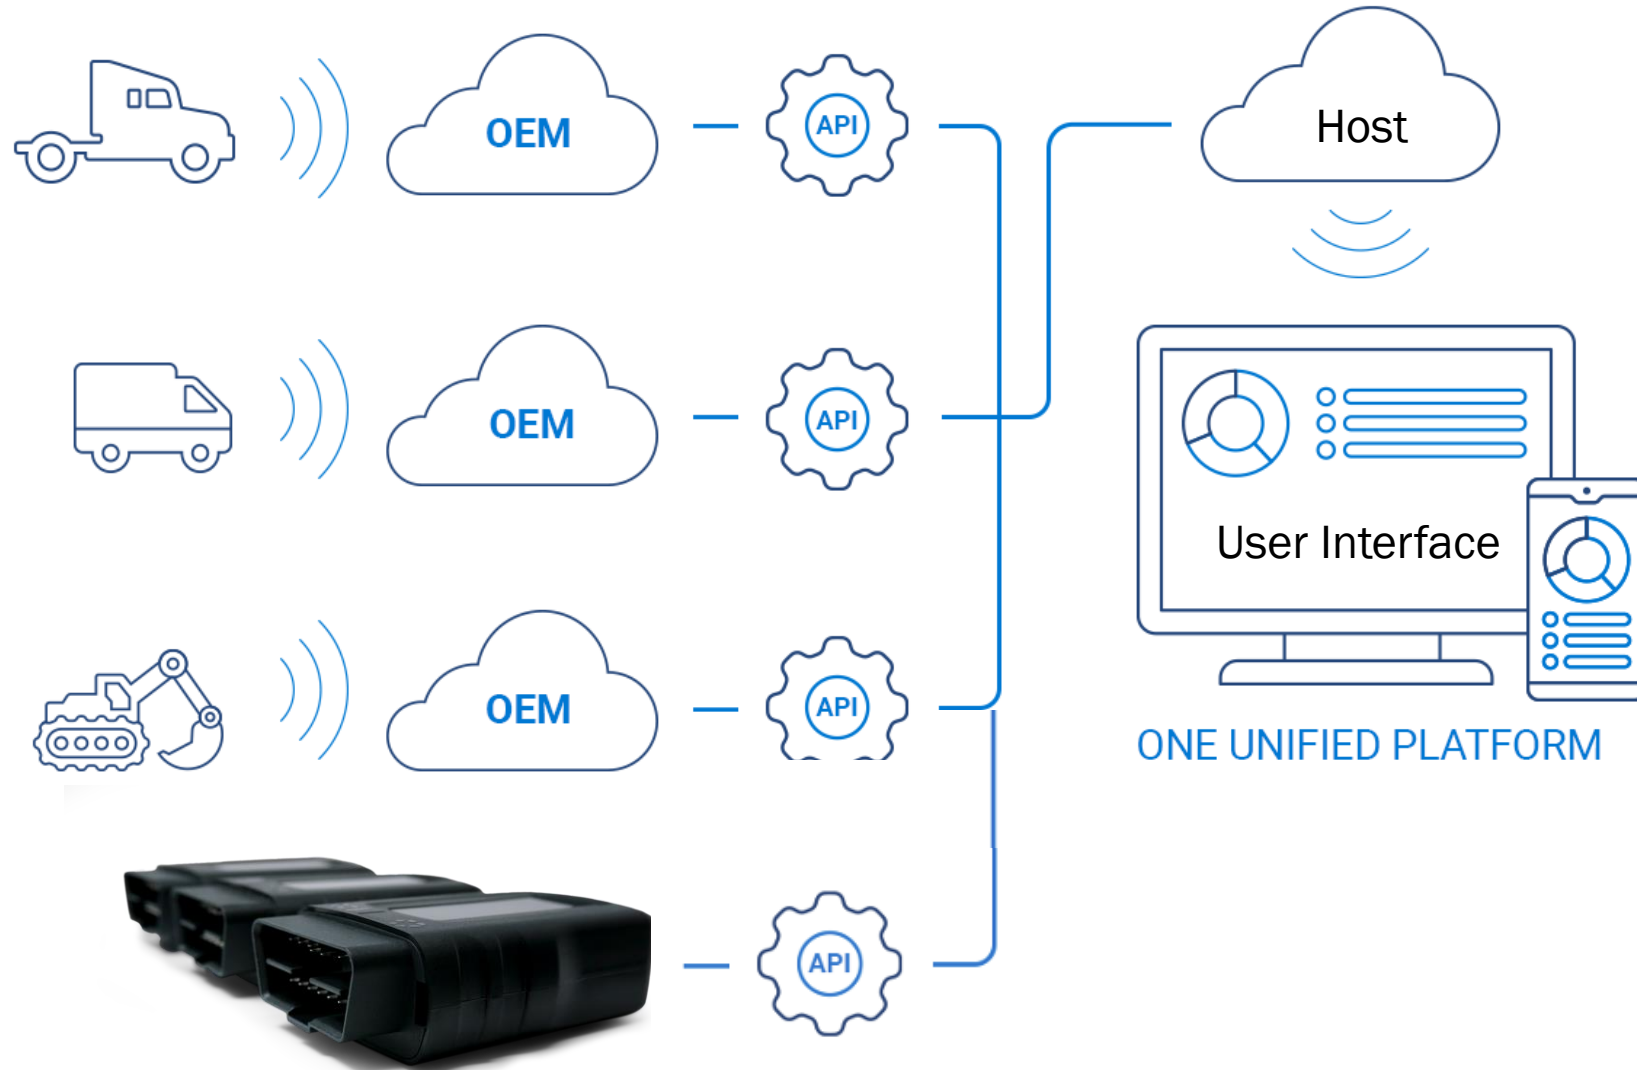 OEM
API
Host
OEM
API
User Interface
OEM
API
ONE UNIFIED PLATFORM
API